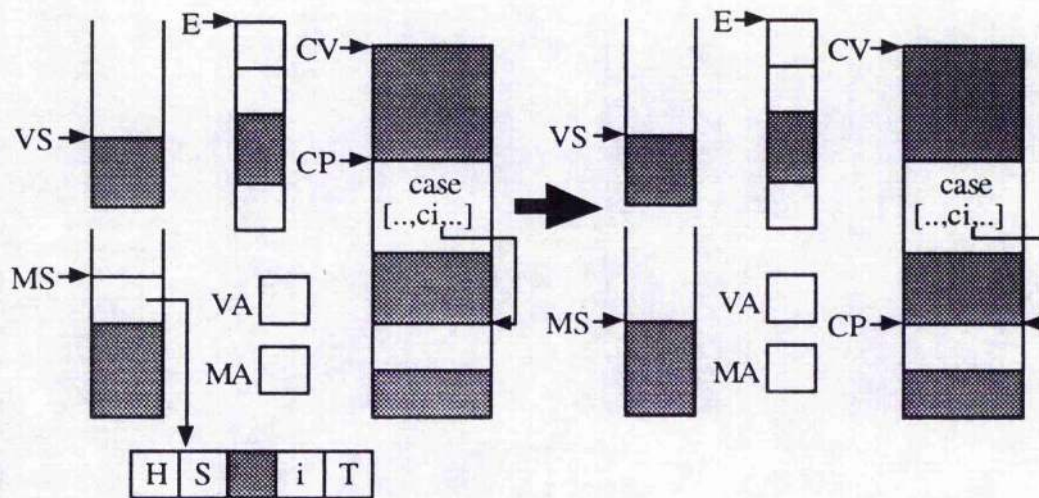 E
CV
VS
CP
case
[..,ci,...]
MS
VA
MA
H S i T
E
CV
VS
case
[..,ci,...]
VA
MS
CP
MA